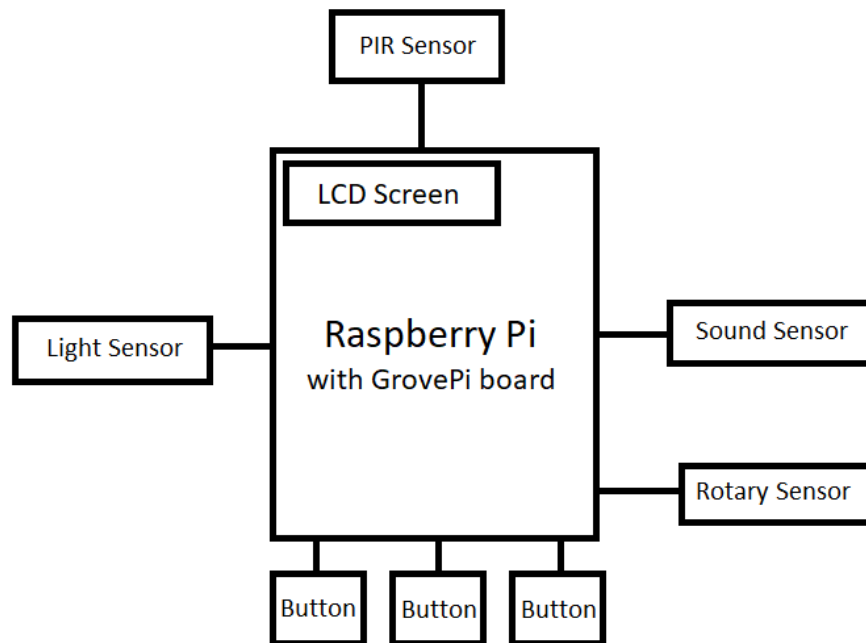 PIR Sensor
LCD Screen
Raspberry Pi
with GrovePi board
Light Sensor
Sound Sensor
Rotary Sensor
Button
Button
Button